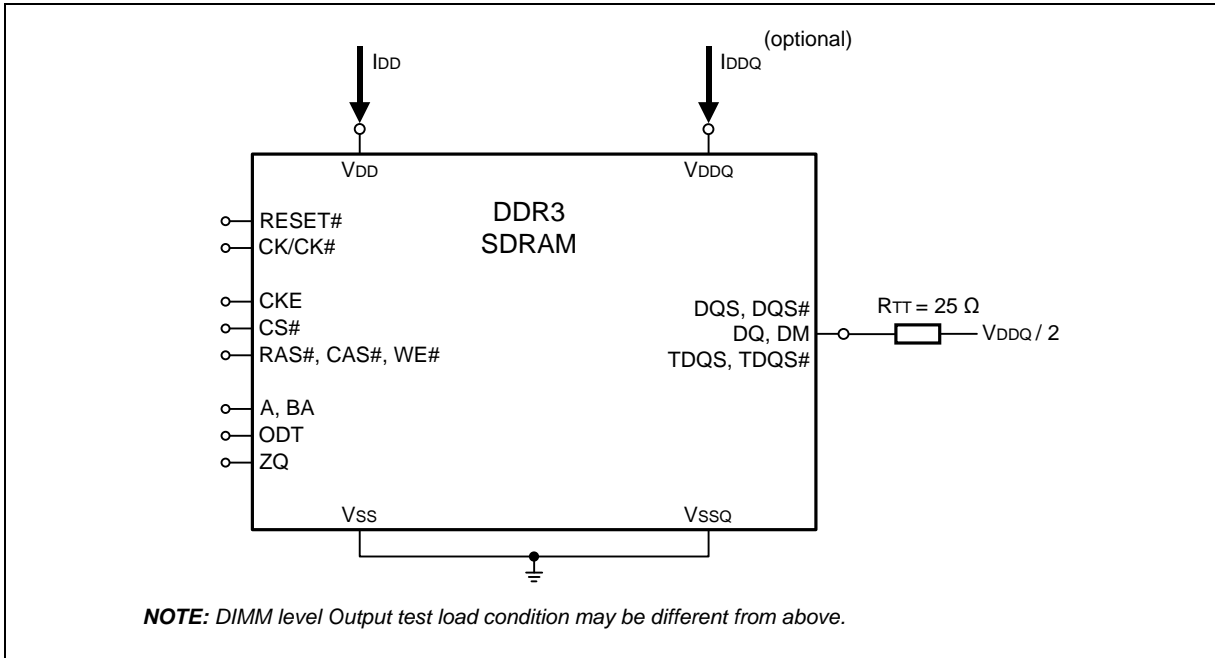 (optional)
IDD
IDDQ
VDD
VDDQ
DDR3
SDRAM
RESET#
CK/CK#
CKE
CS#
RAS#, CAS#, WE#
A, BA
ODT
ZQ
DQS, DQS#
DQ, DM
TDQS, TDQS#
RTT = 25 Ω
VDDQ / 2
VSS
VSSQ
NOTE: DIMM level Output test load condition may be different from above.